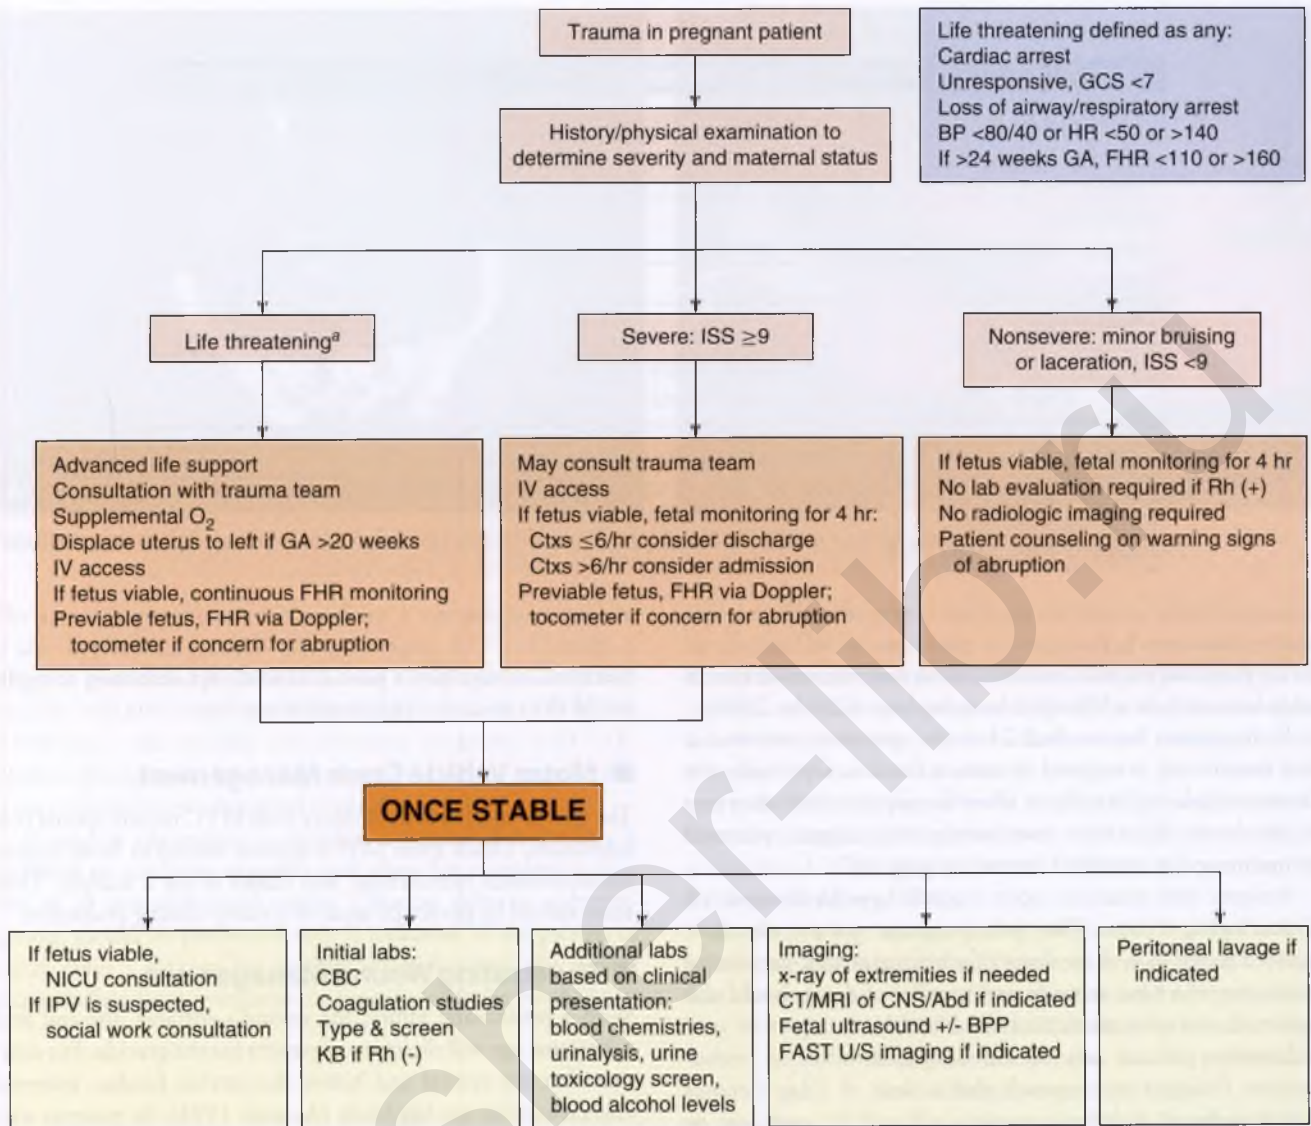 Trauma in pregnant patient
Life threatening defined as any:
Cardiac arrest
Unresponsive, GCS <7
Loss of airway/respiratory arrest
BP <80/40 or HR <50 or >140
If >24 weeks GA, FHR <110 or >160
History/physical examination to
determine severity and maternal status
Life threateningᵃ
Severe: ISS ≥9
Nonsevere: minor bruising
or laceration, ISS <9
Advanced life support
Consultation with trauma team
Supplemental O₂
Displace uterus to left if GA >20 weeks
IV access
If fetus viable, continuous FHR monitoring
Previable fetus, FHR via Doppler;
tocometer if concern for abruption
May consult trauma team
IV access
If fetus viable, fetal monitoring for 4 hr:
Ctxs ≤6/hr consider discharge
Ctxs >6/hr consider admission
Previable fetus, FHR via Doppler;
tocometer if concern for abruption
If fetus viable, fetal monitoring for 4 hr
No lab evaluation required if Rh (+)
No radiologic imaging required
Patient counseling on warning signs
of abruption
ONCE STABLE
If fetus viable,
NICU consultation
If IPV is suspected,
social work consultation
Initial labs:
CBC
Coagulation studies
Type & screen
KB if Rh (-)
Additional labs
based on clinical
presentation:
blood chemistries,
urinalysis, urine
toxicology screen,
blood alcohol levels
Imaging:
x-ray of extremities if needed
CT/MRI of CNS/Abd if indicated
Fetal ultrasound +/- BPP
FAST U/S imaging if indicated
Peritoneal lavage if
indicated
sher-lib.ru